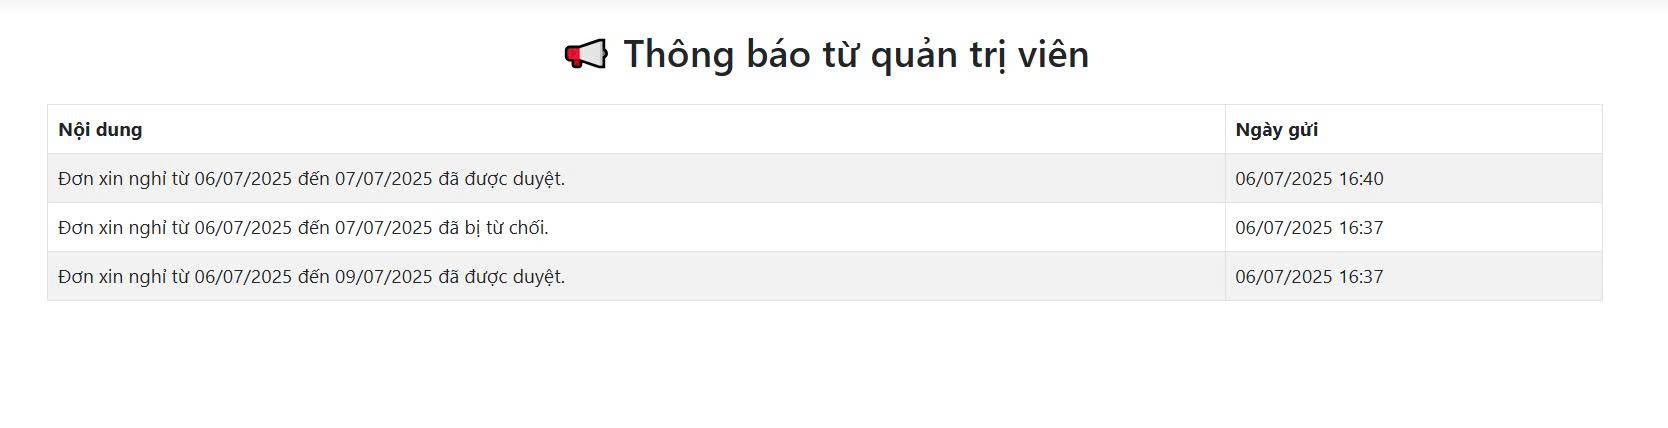 Thông báo từ quản trị viên
Nội dung Ngày gửi
Đơn xin nghỉ từ 06/07/2025 đến 07/07/2025 đã được duyệt. 06/07/2025 16:40
Đơn xin nghỉ từ 06/07/2025 đến 07/07/2025 đã bị từ chối. 06/07/2025 16:37
Đơn xin nghỉ từ 06/07/2025 đến 09/07/2025 đã được duyệt. 06/07/2025 16:37